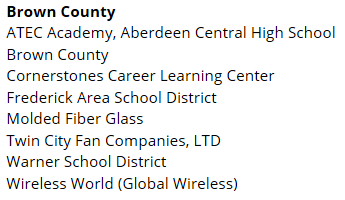 Brown County
ATEC Academy, Aberdeen Central High School
Brown County
Cornerstones Career Learning Center
Frederick Area School District
Molded Fiber Glass
Twin City Fan Companies, LTD
Warner School District
Wireless World (Global Wireless)